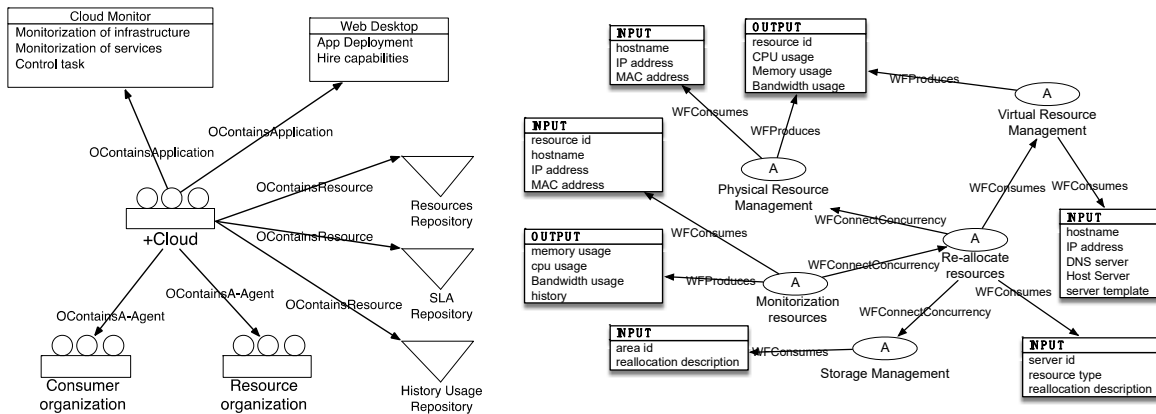 Cloud Monitor
Monitorization of infrastructure
Monitorization of services
Control task
Web Desktop
App Deployment
Hire capabilities
OContainsApplication
OContainsApplication
OContainsResource
Resources
Repository
+Cloud
OContainsResource
SLA
Repository
OContainsResource
OContainsA-Agent
OContainsA-Agent
Consumer
organization
Resource
organization
History Usage
Repository
INPUT
hostname
IP address
MAC address
OUTPUT
resource id
CPU usage
Memory usage
Bandwidth usage
WFProduces
A
Virtual Resource
Management
WFConsumes
WFProduces
INPUT
resource id
hostname
IP address
MAC address
A
Physical Resource
Management
WFConsumes
WFConsumes
WFConnectConcurrency
INPUT
hostname
IP address
DNS server
Host Server
server template
WFConsumes
A
Re-allocate
resources
OUTPUT
memory usage
cpu usage
Bandwidth usage
history
WFProduces
A
Monitorization
resources
WFConnectConcurrency
WFConsumes
WFConnectConcurrency
INPUT
area id
reallocation description
WFConsumes
A
Storage Management
INPUT
server id
resource type
reallocation description